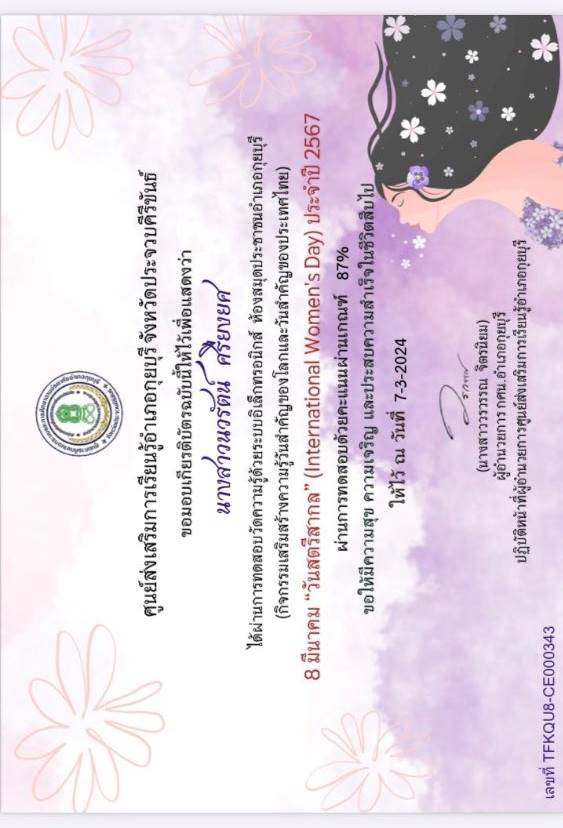 ศูนย์ส่งเสริมการเรียนรู้อำเภอกุยบุรี จังหวัดประจวบคีรีขันธ์
ขอมอบเกียรติบัตรฉบับนี้ให้ไว้เพื่อแสดงว่า
นางสาวนวรัตน์ ศรียงยศ
ได้ผ่านการทดสอบวัดความรู้ด้วยระบบอิเล็กทรอนิกส์ ห้องสมุดประชาชนอำเภอกุยบุรี
(กิจกรรมเสริมสร้างความรู้วันสำคัญของโลกและวันสำคัญของประเทศไทย)
8 มีนาคม “วันสตรีสากล” (International Women's Day) ประจำปี 2567
ผ่านการทดสอบด้วยคะแนนผ่านเกณฑ์ 87%
ขอให้มีความสุข ความเจริญ และประสบความสำเร็จในชีวิตสืบไป
ให้ไว้ ณ วันที่ 7-3-2024
(นางสาววรวรรณ จิตรนิยม)
ผู้อำนวยการ กศน.อำเภอกุยบุรี
ปฏิบัติหน้าที่ผู้อำนวยการศูนย์ส่งเสริมการเรียนรู้อำเภอกุยบุรี
เลขที่ TFKQU8-CE000343